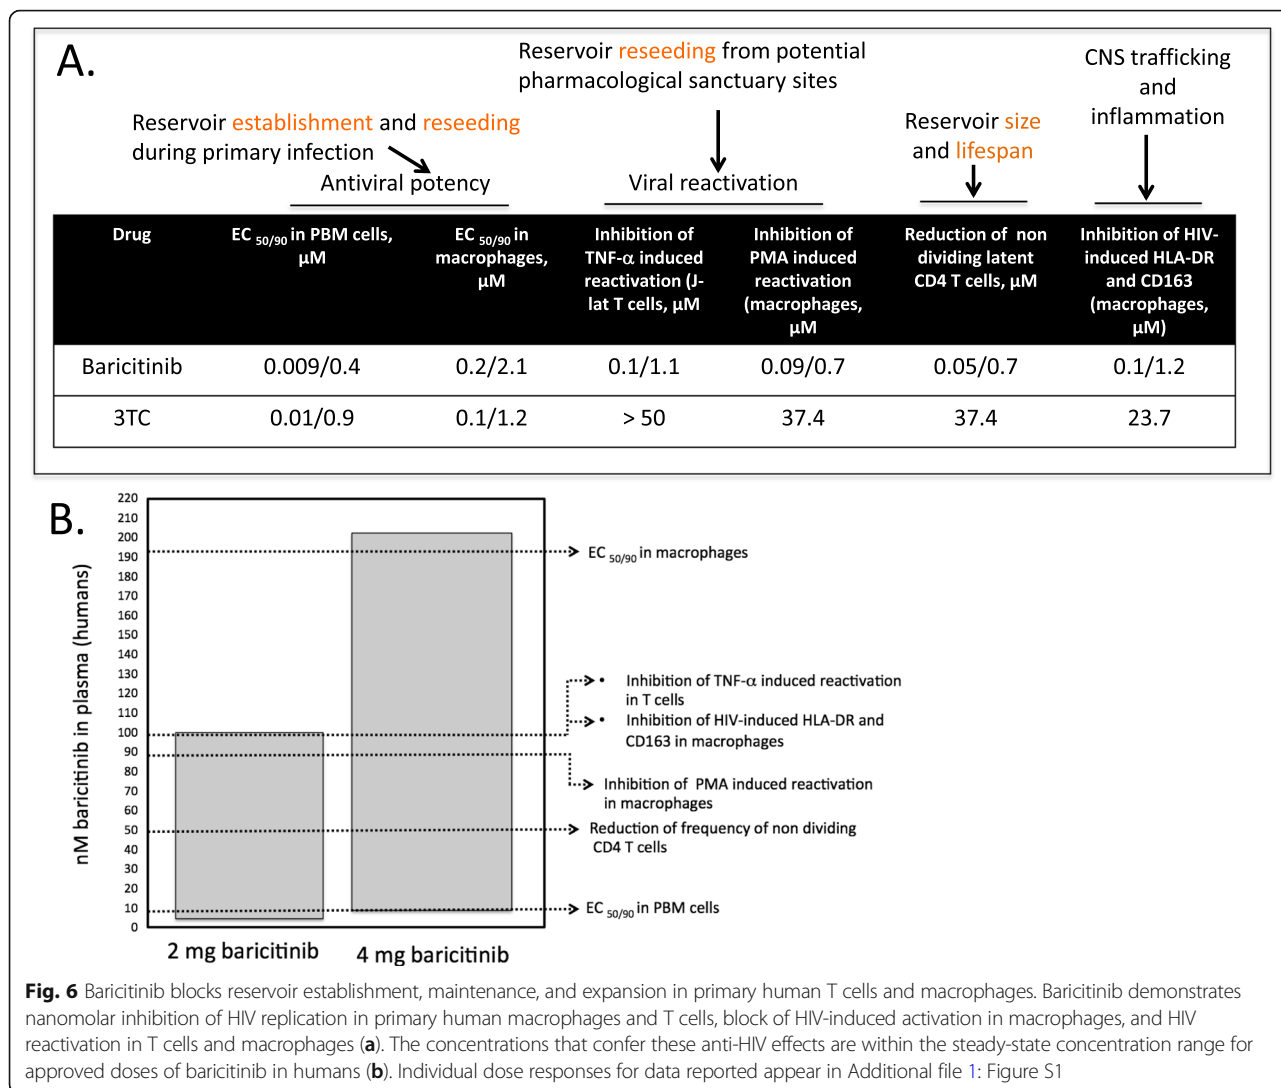 A.
Reservoir reseeding from potential
pharmacological sanctuary sites
CNS trafficking
and
inflammation
Reservoir establishment and reseeding
during primary infection
Reservoir size
and lifespan
Antiviral potency
Viral reactivation
Drug
EC 50/90 in PBM cells,
µM
EC 50/90 in
macrophages,
µM
Inhibition of
TNF-α induced
reactivation (J-
lat T cells, µM
Inhibition of
PMA induced
reactivation
(macrophages,
µM
Reduction of non
dividing latent
CD4 T cells, µM
Inhibition of HIV-
induced HLA-DR
and CD163
(macrophages,
µM)
Baricitinib 0.009/0.4 0.2/2.1 0.1/1.1 0.09/0.7 0.05/0.7 0.1/1.2
3TC 0.01/0.9 0.1/1.2 > 50 37.4 37.4 23.7
B.
nM baricitinib in plasma (humans)
220
210
200
190
180
170
160
150
140
130
120
110
100
90
80
70
60
50
40
30
20
10
0
EC 50/90 in macrophages
• Inhibition of TNF-α induced reactivation
in T cells
• Inhibition of HIV-induced HLA-DR and
CD163 in macrophages
Inhibition of PMA induced reactivation
in macrophages
Reduction of frequency of non dividing
CD4 T cells
EC 50/90 in PBM cells
2 mg baricitinib
4 mg baricitinib
Fig. 6 Baricitinib blocks reservoir establishment, maintenance, and expansion in primary human T cells and macrophages. Baricitinib demonstrates
nanomolar inhibition of HIV replication in primary human macrophages and T cells, block of HIV-induced activation in macrophages, and HIV
reactivation in T cells and macrophages (a). The concentrations that confer these anti-HIV effects are within the steady-state concentration range for
approved doses of baricitinib in humans (b). Individual dose responses for data reported appear in Additional file 1: Figure S1